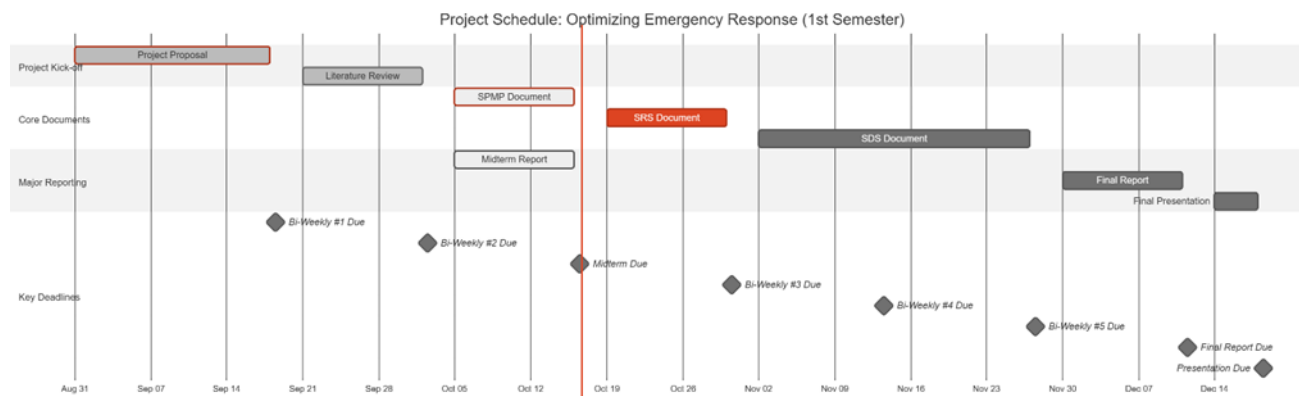 Project Schedule: Optimizing Emergency Response (1st Semester)
Project Kick-off
Project Proposal
Literature Review
Core Documents
SPMP Document
SRS Document
SDS Document
Major Reporting
Midterm Report
Final Report
Final Presentation
Key Deadlines
Bi-Weekly #1 Due
Bi-Weekly #2 Due
Midterm Due
Bi-Weekly #3 Due
Bi-Weekly #4 Due
Bi-Weekly #5 Due
Final Report Due
Presentation Due
Aug 31 Sep 07 Sep 14 Sep 21 Sep 28 Oct 05 Oct 12 Oct 19 Oct 26 Nov 02 Nov 09 Nov 16 Nov 23 Nov 30 Dec 07 Dec 14